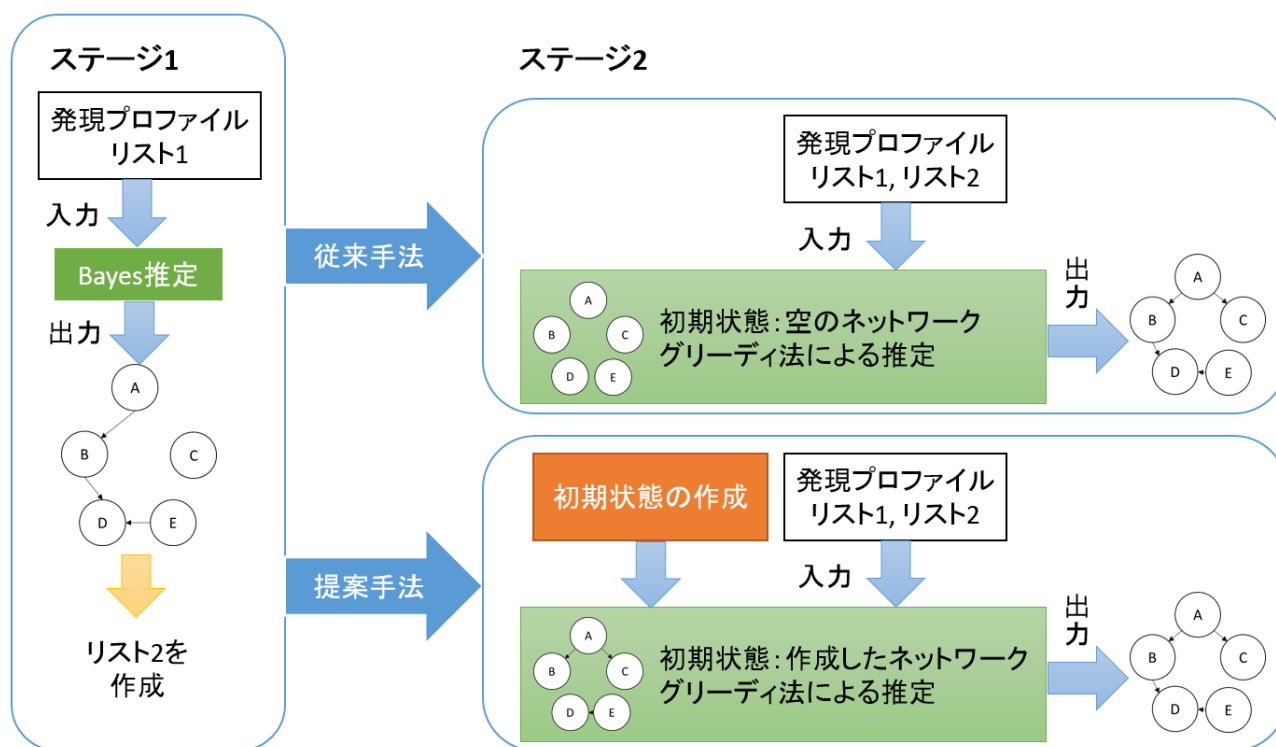 ステージ1
発現プロファイル
リスト1
入力
Bayes推定
出力
A
B
C
D
E
リスト2を
作成
従来手法
提案手法
ステージ2
発現プロファイル
リスト1, リスト2
入力
A
B
C
D
E
初期状態:空のネットワーク
グリーディ法による推定
出
力
A
B
C
D
E
初期状態の作成
発現プロファイル
リスト1, リスト2
入力
A
B
C
D
E
初期状態:作成したネットワーク
グリーディ法による推定
出
力
A
B
C
D
E